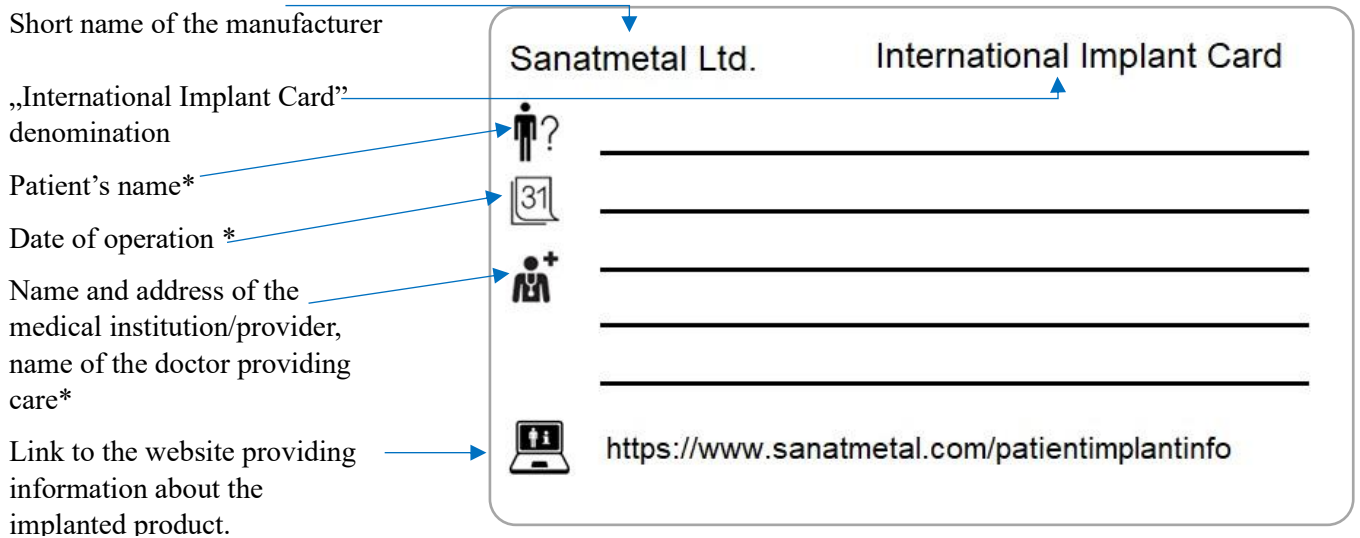 Short name of the manufacturer
„International Implant Card”
denomination
Patient’s name*
Date of operation *
Name and address of the
medical institution/provider,
name of the doctor providing
care*
Link to the website providing
information about the
implanted product.
Sanatmetal Ltd. International Implant Card
?
31
https://www.sanatmetal.com/patientimplantinfo